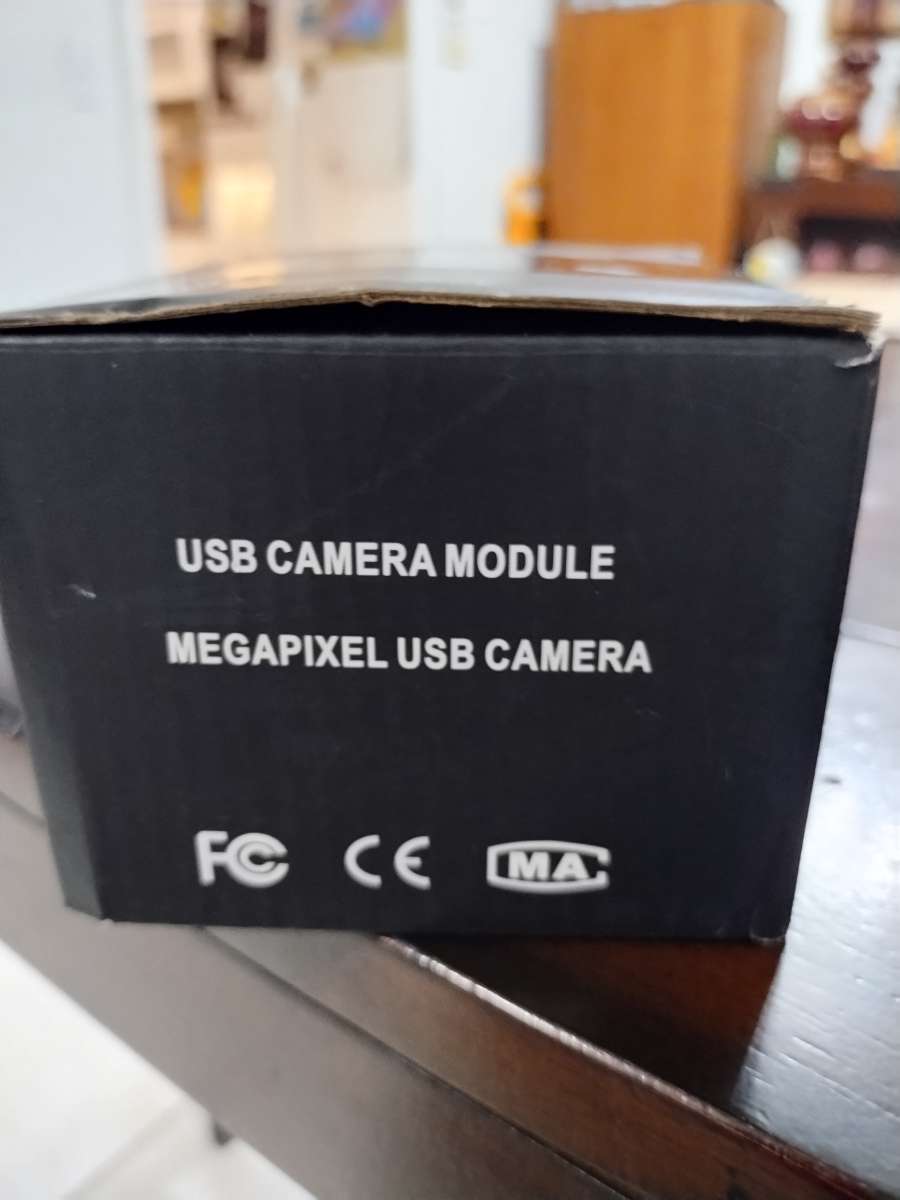 USB CAMERA MODULE
MEGAPIXEL USB CAMERA
FC CE MA